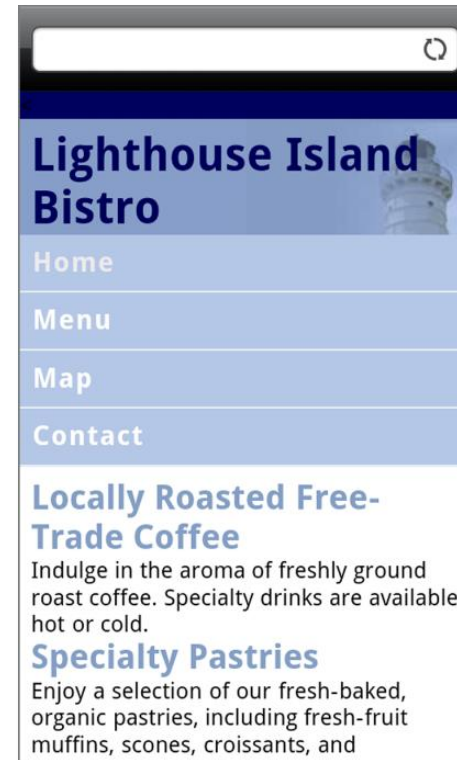 Lighthouse Island
Bistro
Home
Menu
Map
Contact
Locally Roasted Free-
Trade Coffee
Indulge in the aroma of freshly ground
roast coffee. Specialty drinks are available
hot or cold.
Specialty Pastries
Enjoy a selection of our fresh-baked,
organic pastries, including fresh-fruit
muffins, scones, croissants, and